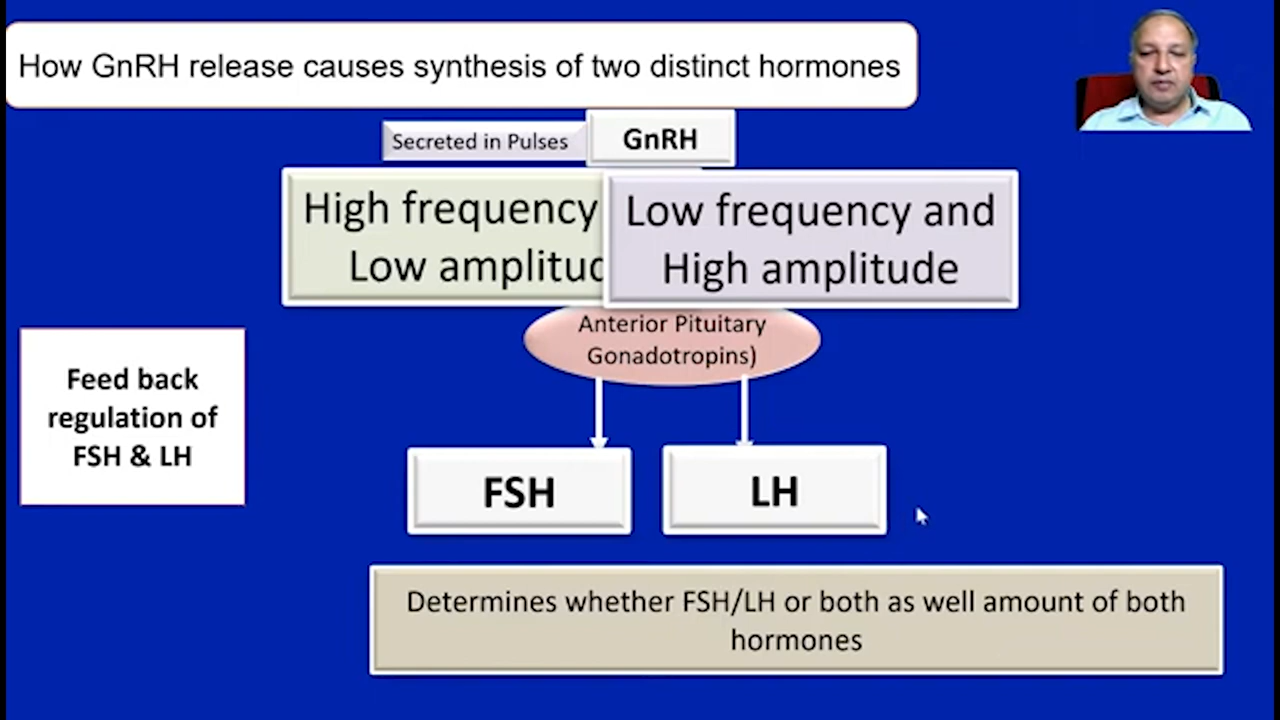 How GnRH release causes synthesis of two distinct hormones
Secreted in Pulses
GnRH
High frequency
Low amplitud
Low frequency and
High amplitude
Anterior Pituitary
Gonadotropins)
Feed back
regulation of
FSH & LH
FSH
LH
Determines whether FSH/LH or both as well amount of both
hormones